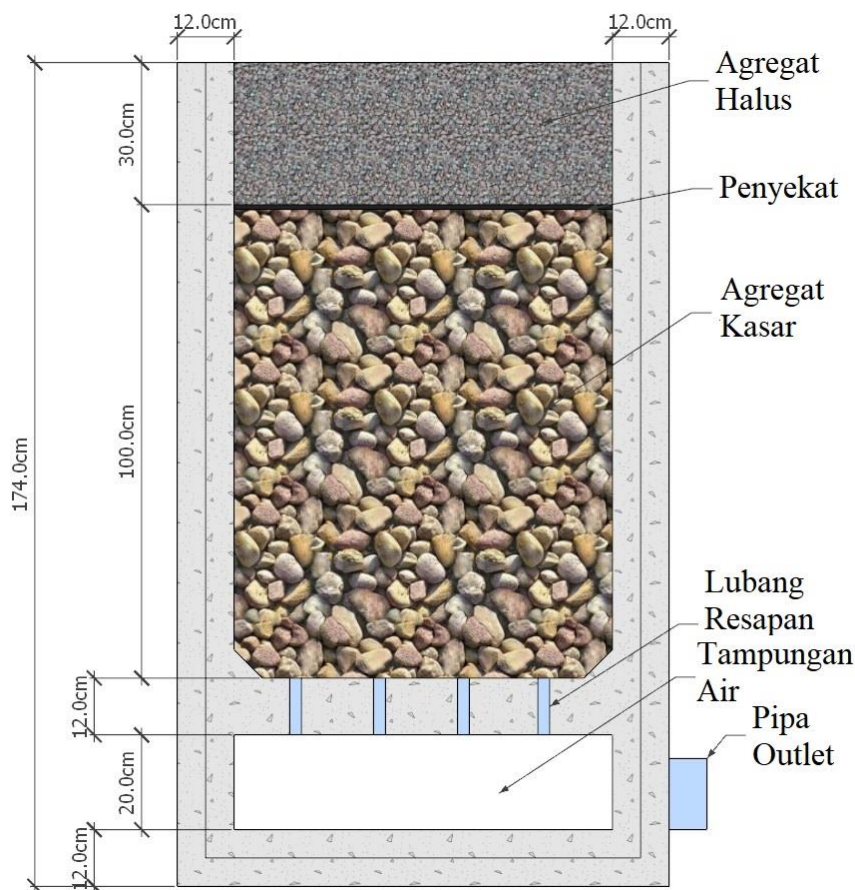 12.0cm
12.0cm
Agregat
Halus
30.0cm
Penyekat
Agregat
Kasar
100.0cm
174.0cm
Lubang
Resapan
Tampungan
Air
12.0cm
Pipa
Outlet
20.0cm
12.0cm